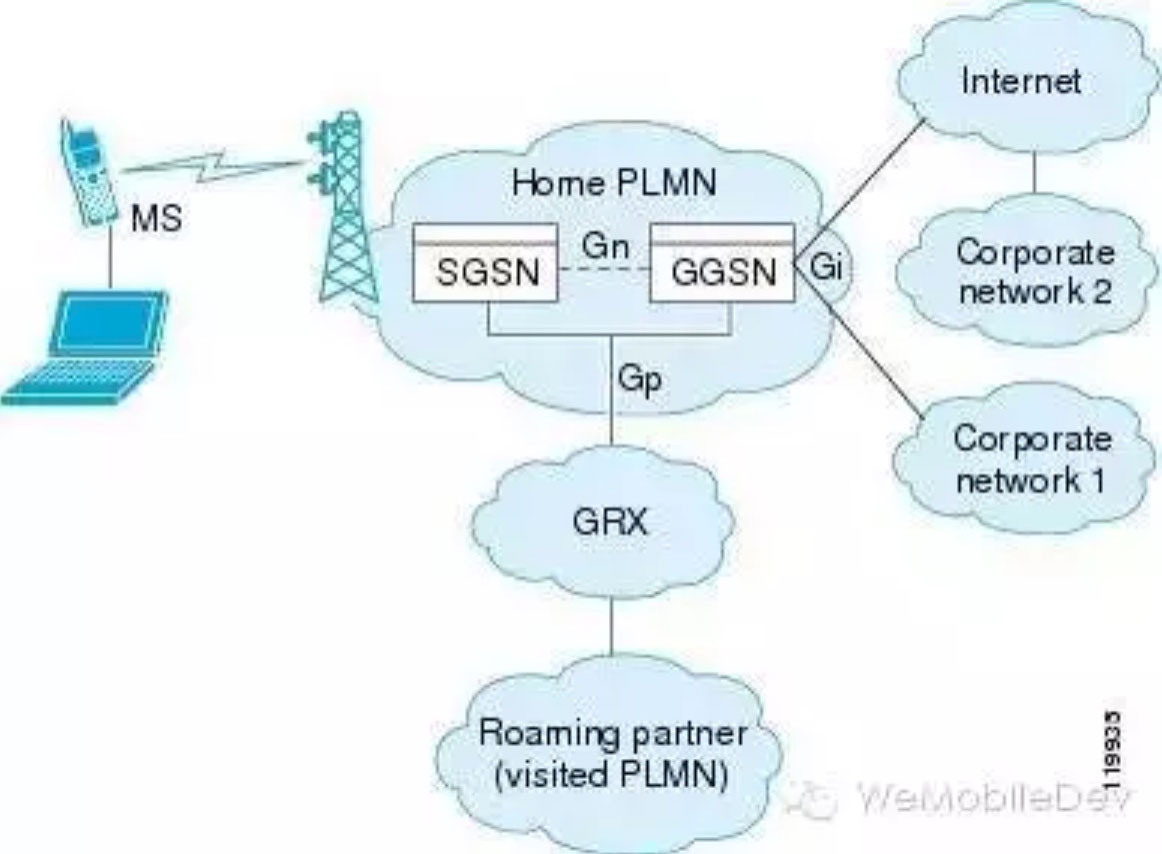 Internet
Home PLMN
MS
Gn
SGSN
GGSN
Gi
Corporate
network 2
Gp
Corporate
network 1
GRX
Roaming partner
(visited PLMN)
119935
WeMobileDev